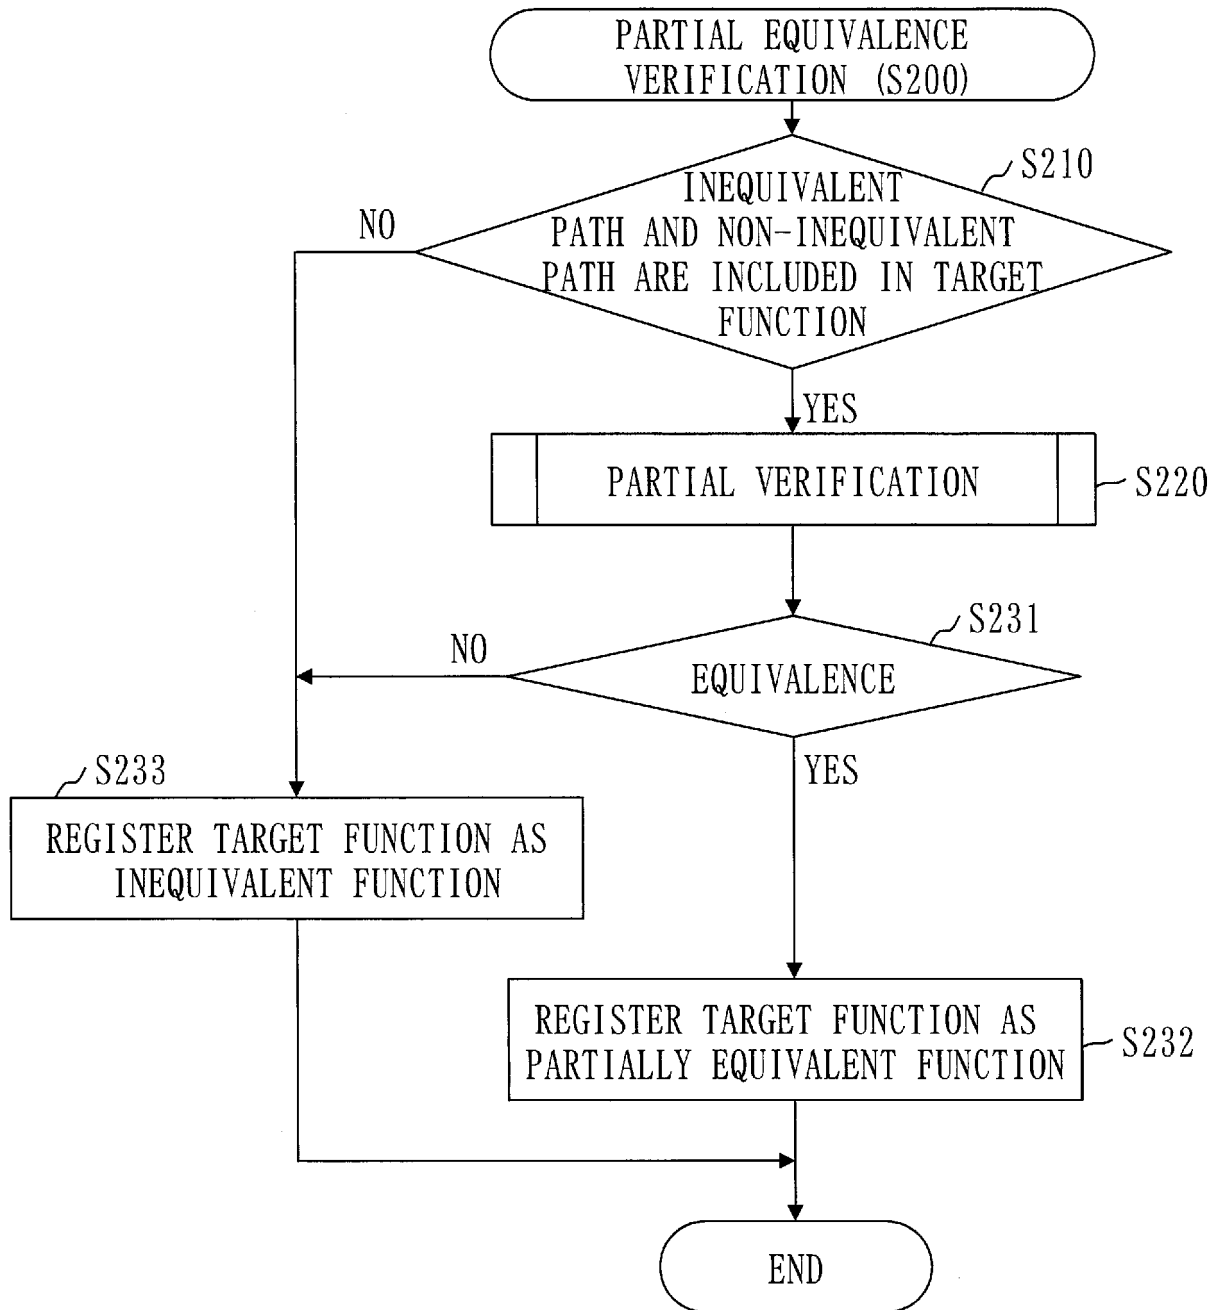 PARTIAL EQUIVALENCE
VERIFICATION (S200)
S210
INEQUIVALENT
PATH AND NON-INEQUIVALENT
PATH ARE INCLUDED IN TARGET
FUNCTION
NO
YES
PARTIAL VERIFICATION
S220
S231
EQUIVALENCE
NO
YES
S233
REGISTER TARGET FUNCTION AS
INEQUIVALENT FUNCTION
REGISTER TARGET FUNCTION AS
PARTIALLY EQUIVALENT FUNCTION
S232
END